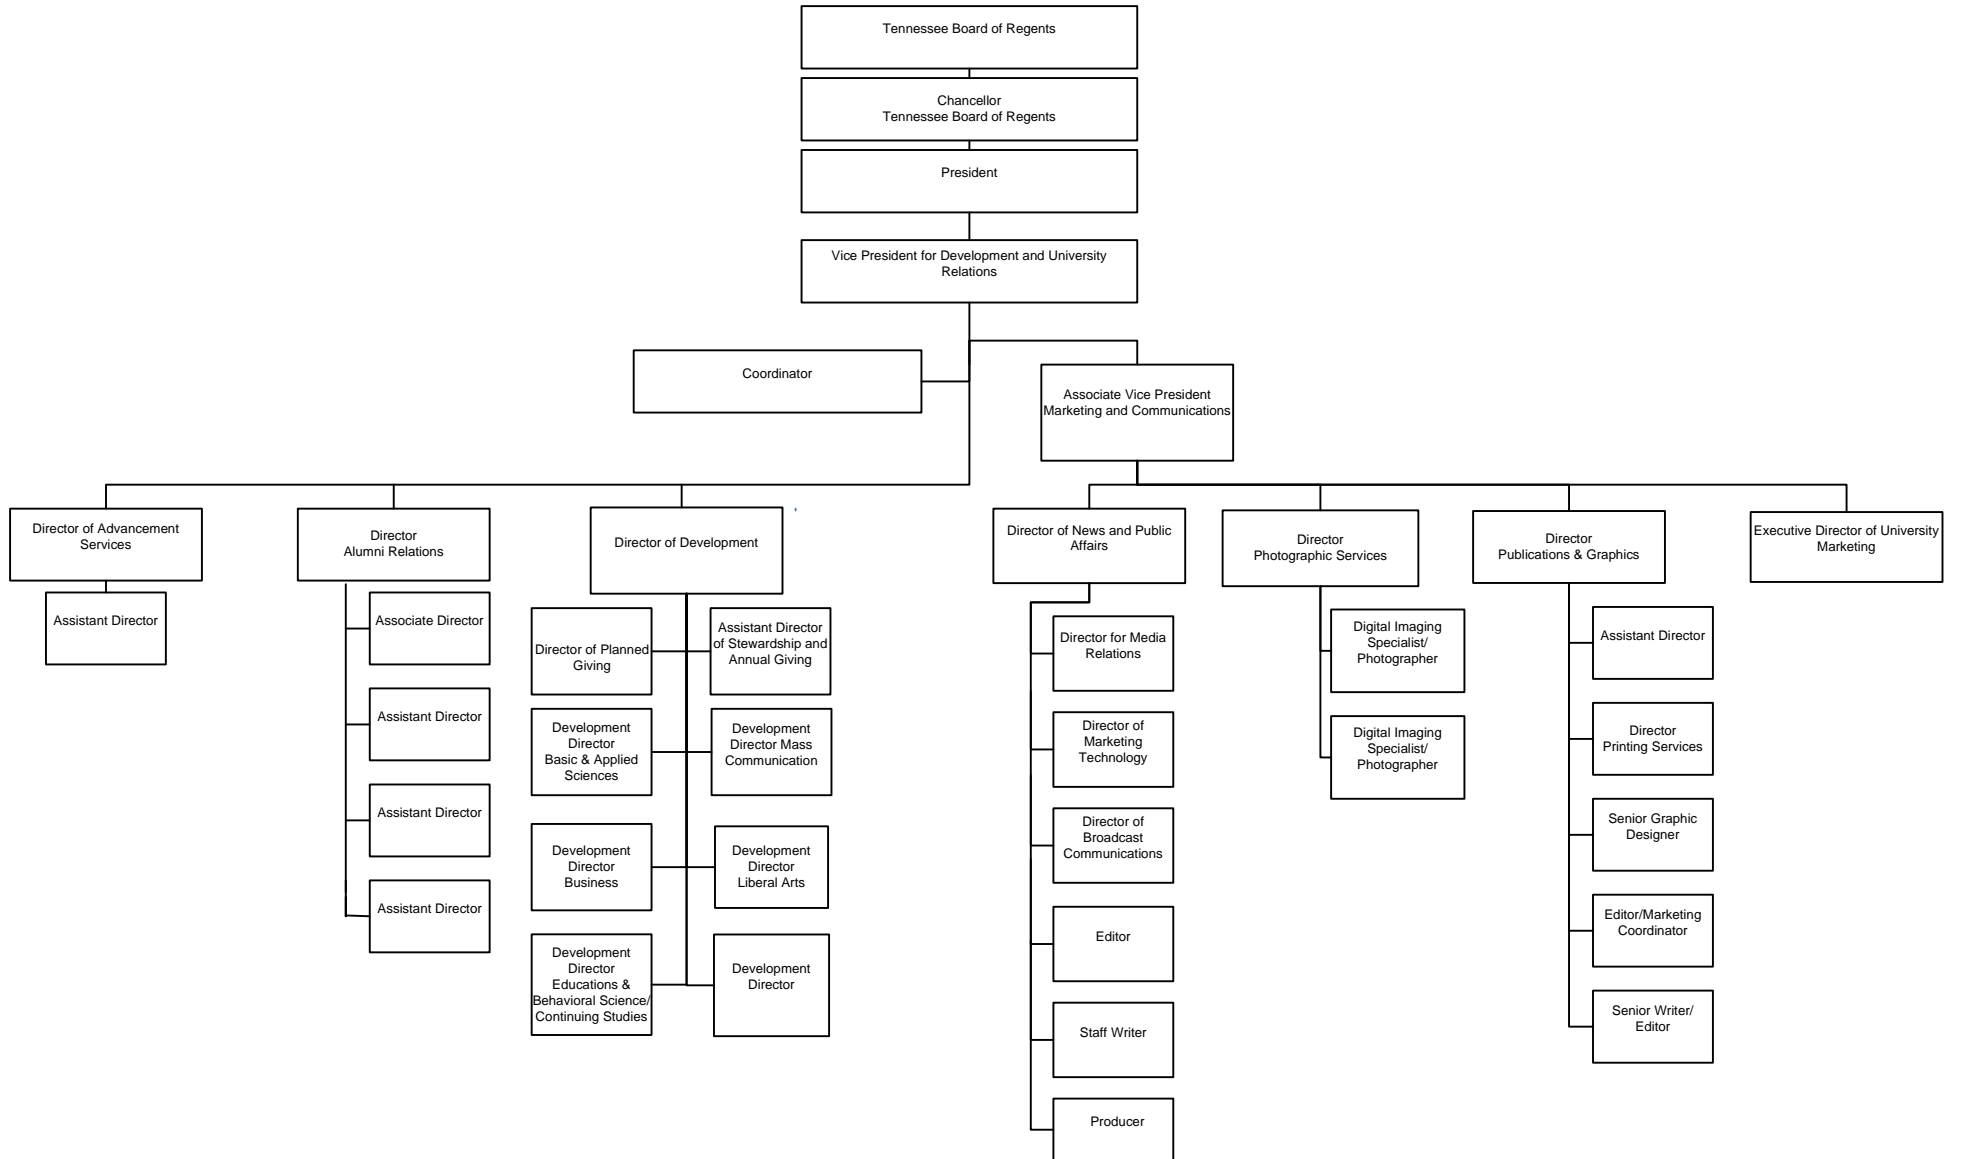 Tennessee Board of Regents
Chancellor
Tennessee Board of Regents
President
Vice President for Development and University
Relations
Coordinator
Associate Vice President
Marketing and Communications
Director of Advancement
Services
Assistant Director
Director
Alumni Relations
Associate Director
Assistant Director
Assistant Director
Assistant Director
Director of Development
Director of Planned
Giving
Assistant Director
of Stewardship and
Annual Giving
Development
Director
Basic & Applied
Sciences
Development
Director Mass
Communication
Development
Director
Business
Development
Director
Liberal Arts
Development
Director
Educations &
Behavioral Science/
Continuing Studies
Development
Director
Director of News and Public
Affairs
Director for Media
Relations
Director of
Marketing
Technology
Director of
Broadcast
Communications
Editor
Staff Writer
Producer
Director
Photographic Services
Digital Imaging
Specialist/
Photographer
Digital Imaging
Specialist/
Photographer
Director
Publications & Graphics
Assistant Director
Director
Printing Services
Senior Graphic
Designer
Editor/Marketing
Coordinator
Senior Writer/
Editor
Executive Director of University
Marketing